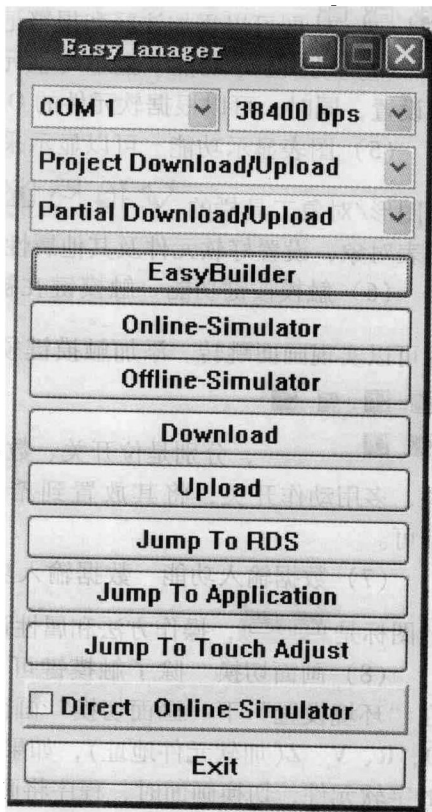 EasyManager
COM 1 38400 bps
Project Download/Upload
Partial Download/Upload
EasyBuilder
Online-Simulator
Offline-Simulator
Download
Upload
Jump To RDS
Jump To Application
Jump To Touch Adjust
Direct Online-Simulator
Exit